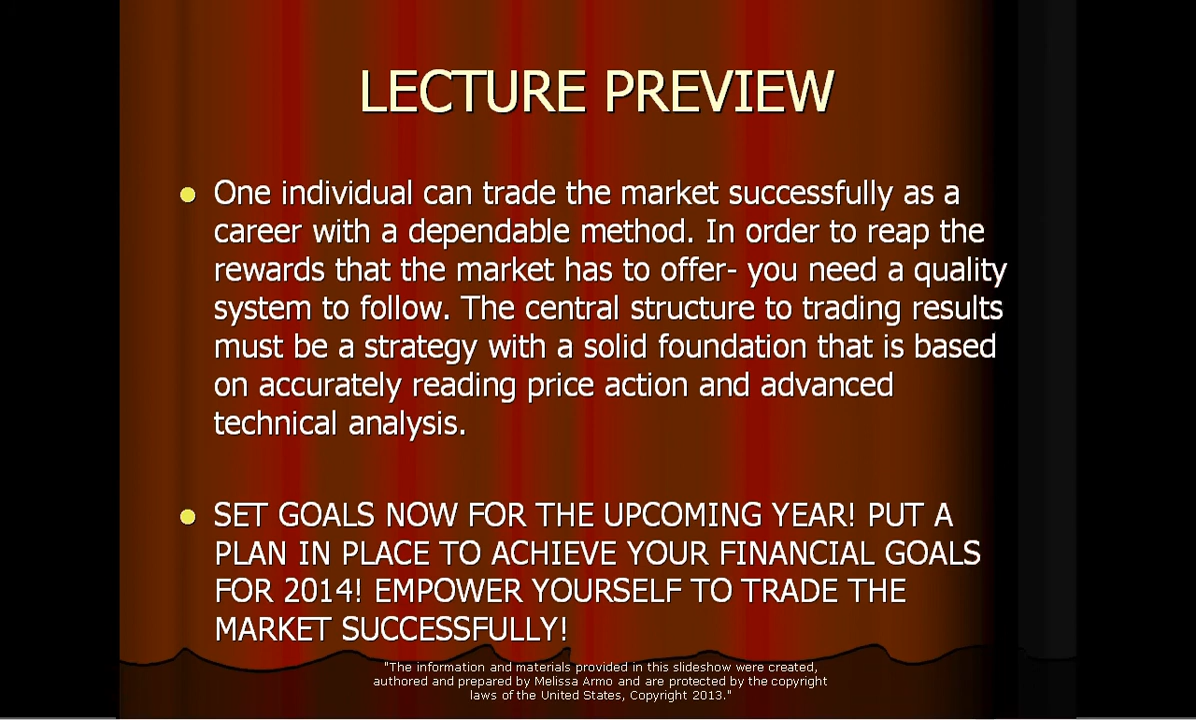 LECTURE PREVIEW
One individual can trade the market successfully as a
career with a dependable method. In order to reap the
rewards that the market has to offer- you need a quality
system to follow. The central structure to trading results
must be a strategy with a solid foundation that is based
on accurately reading price action and advanced
technical analysis.
SET GOALS NOW FOR THE UPCOMING YEAR! PUT A
PLAN IN PLACE TO ACHIEVE YOUR FINANCIAL GOALS
FOR 2014! EMPOWER YOURSELF TO TRADE THE
MARKET SUCCESSFULLY!
"The information and materials provided in this slideshow were created,
authored and prepared by Melissa Armo and are protected by the copyright
laws of the United States, Copyright 2013."